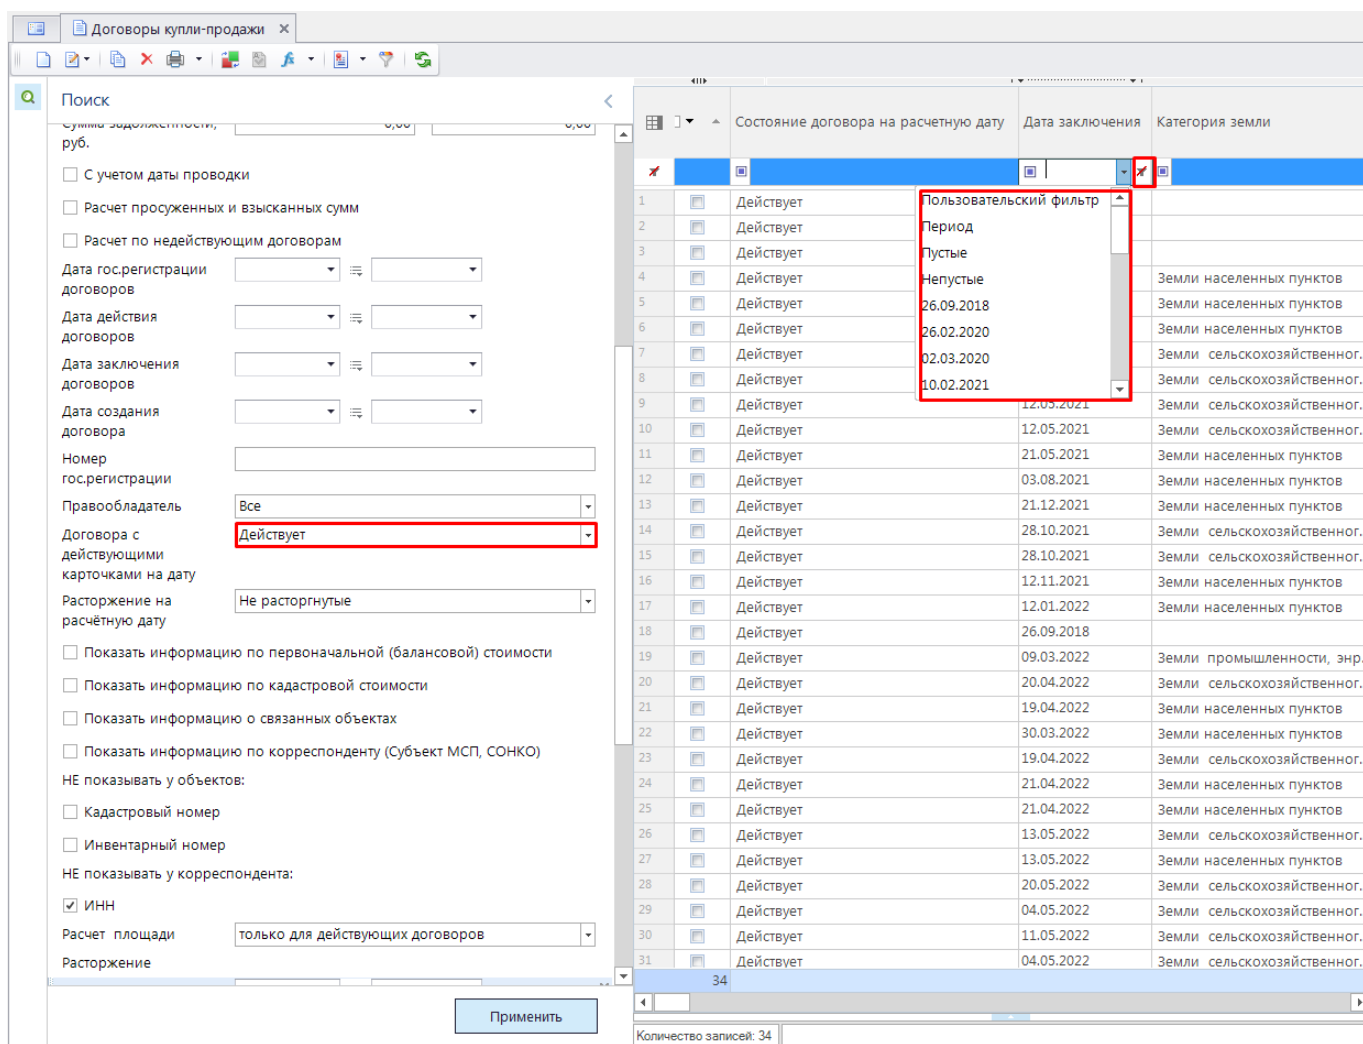 Договоры купли-продажи
Поиск
Сумма задолженности,
руб.
0,00
0,00
С учетом даты проводки
Расчет просуженных и взысканных сумм
Расчет по недействующим договорам
Дата гос.регистрации
договоров
Дата действия
договоров
Дата заключения
договоров
Дата создания
договора
Номер
гос.регистрации
Правообладатель
Все
Договора с
действующими
карточками на дату
Действует
Расторжение на
расчётную дату
Не расторгнутые
Показать информацию по первоначальной (балансовой) стоимости
Показать информацию по кадастровой стоимости
Показать информацию о связанных объектах
Показать информацию по корреспонденту (Субъект МСП, СОНКО)
НЕ показывать у объектов:
Кадастровый номер
Инвентарный номер
НЕ показывать у корреспондента:
ИНН
Расчет площади
только для действующих договоров
Расторжение
Применить
Состояние договора на расчетную дату Дата заключения Категория земли
Пользовательский фильтр
Период
Пустые
Непустые
26.09.2018
26.02.2020
02.03.2020
10.02.2021
1 Действует
2 Действует
3 Действует
4 Действует Земли населенных пунктов
5 Действует Земли населенных пунктов
6 Действует Земли населенных пунктов
7 Действует Земли сельскохозяйственног.
8 Действует Земли сельскохозяйственног.
9 Действует 12.05.2021 Земли сельскохозяйственног.
10 Действует 12.05.2021 Земли сельскохозяйственног.
11 Действует 21.05.2021 Земли населенных пунктов
12 Действует 03.08.2021 Земли населенных пунктов
13 Действует 21.12.2021 Земли населенных пунктов
14 Действует 28.10.2021 Земли сельскохозяйственног.
15 Действует 28.10.2021 Земли сельскохозяйственног.
16 Действует 12.11.2021 Земли населенных пунктов
17 Действует 12.01.2022 Земли населенных пунктов
18 Действует 26.09.2018
19 Действует 09.03.2022 Земли промышленности, энр.
20 Действует 20.04.2022 Земли сельскохозяйственног.
21 Действует 19.04.2022 Земли населенных пунктов
22 Действует 30.03.2022 Земли населенных пунктов
23 Действует 19.04.2022 Земли сельскохозяйственног.
24 Действует 21.04.2022 Земли населенных пунктов
25 Действует 21.04.2022 Земли населенных пунктов
26 Действует 13.05.2022 Земли сельскохозяйственног.
27 Действует 13.05.2022 Земли населенных пунктов
28 Действует 20.05.2022 Земли сельскохозяйственног.
29 Действует 04.05.2022 Земли сельскохозяйственног.
30 Действует 11.05.2022 Земли сельскохозяйственног.
31 Действует 04.05.2022 Земли сельскохозяйственног.
34
Количество записей: 34